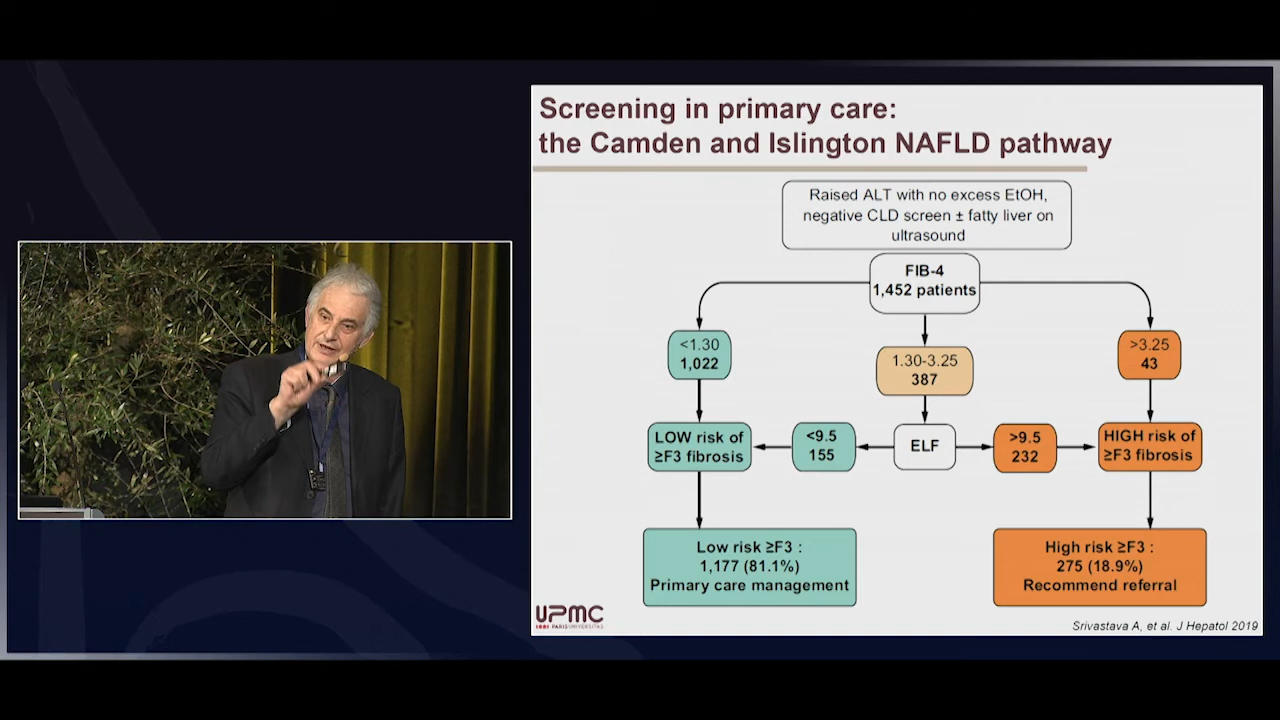 Screening in primary care:
the Camden and Islington NAFLD pathway
Raised ALT with no excess EtOH,
negative CLD screen ± fatty liver on
ultrasound
FIB-4
1,452 patients
<1.30
1,022
1.30-3.25
387
>3.25
43
LOW risk of
≥F3 fibrosis
<9.5
155
ELF
>9.5
232
HIGH risk of
≥F3 fibrosis
Low risk ≥F3 :
1,177 (81.1%)
Primary care management
High risk ≥F3 :
275 (18.9%)
Recommend referral
UPMC
PARISUNIVERSITAS
Srivastava A, et al. J Hepatol 2019